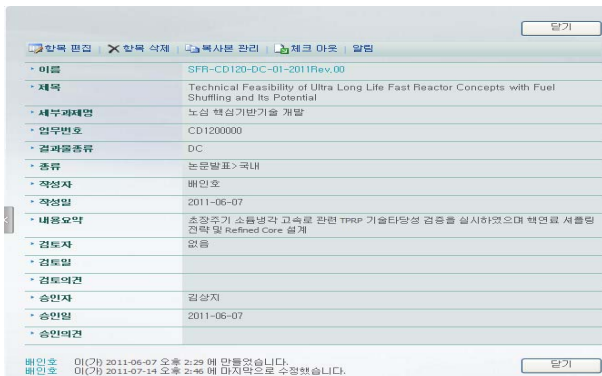 닫기
항목 편집 | 항목 삭제 | 복사본 관리 | 체크 아웃 | 알림
이름 SFR-CD120-DC-01-2011Rev.00
제목 Technical Feasibility of Ultra Long Life Fast Reactor Concepts with Fuel
Shuffling and Its Potential
세부과제명 노심 핵심기반기술 개발
업무번호 CD1200000
결과물종류 DC
종류 논문발표>국내
작성자 배인호
작성일 2011-06-07
내용요약 초장주기 소듐냉각 고속로 관련 TPRP 기술타당성 검증을 실시하였으며 핵연료 셔플링
전략 및 Refined Core 설계
검토자 없음
검토일
검토의견
승인자 김상지
승인일 2011-06-07
승인의견
배인호 이(가) 2011-06-07 오후 2:29 에 만들었습니다.
배인호 이(가) 2011-07-14 오후 2:46 에 마지막으로 수정했습니다.
닫기